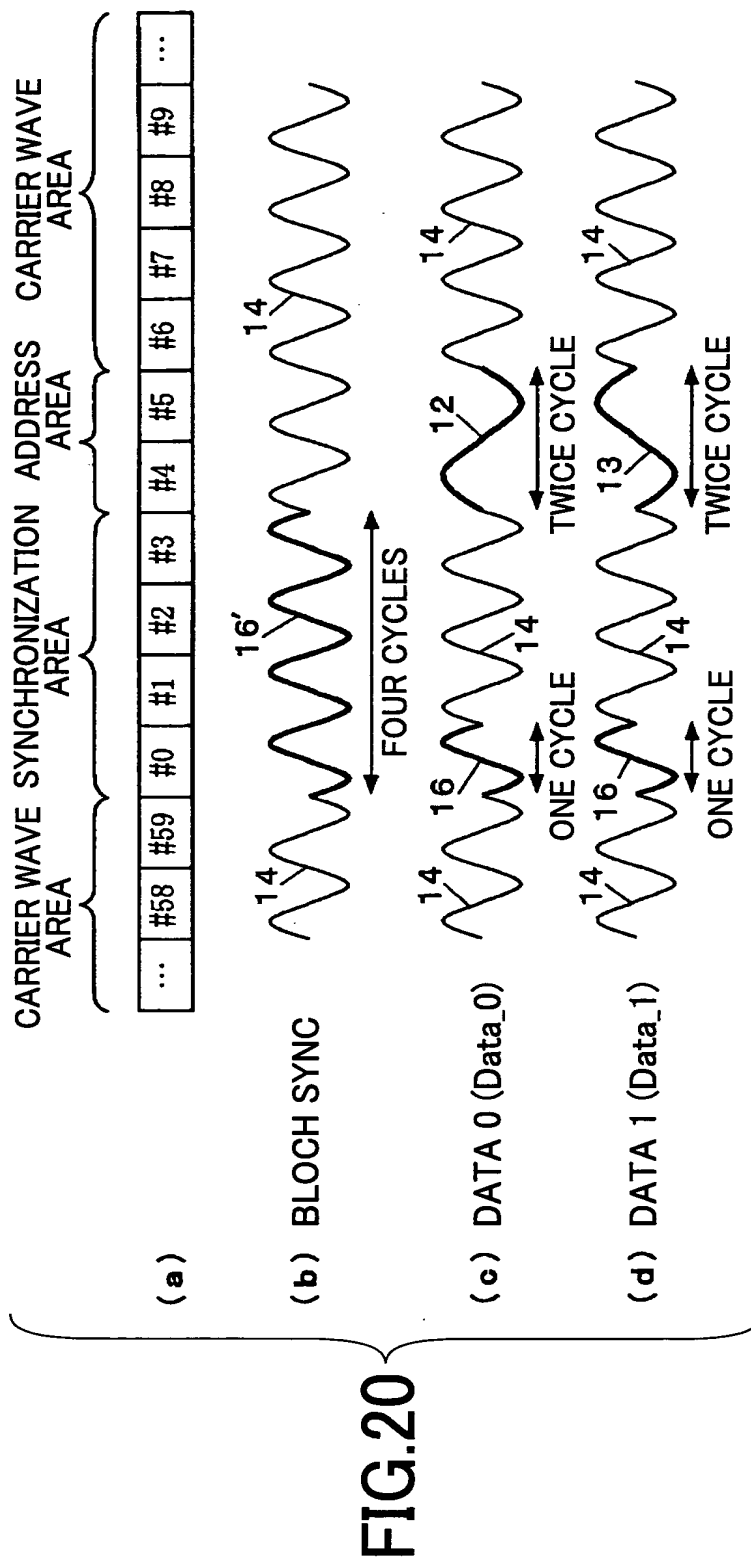 FIG.20
CARRIER WAVE AREA
SYNCHRONIZATION AREA
ADDRESS AREA
CARRIER WAVE AREA
(a)
... #58 #59 #0 #1 #2 #3 #4 #5 #6 #7 #8 #9 ...
(b) BLOCH SYNC
14 16' 14
FOUR CYCLES
(c) DATA 0 (Data_0)
14 16 14 12 14
ONE CYCLE TWICE CYCLE
(d) DATA 1 (Data_1)
14 16 14 13 14
ONE CYCLE TWICE CYCLE